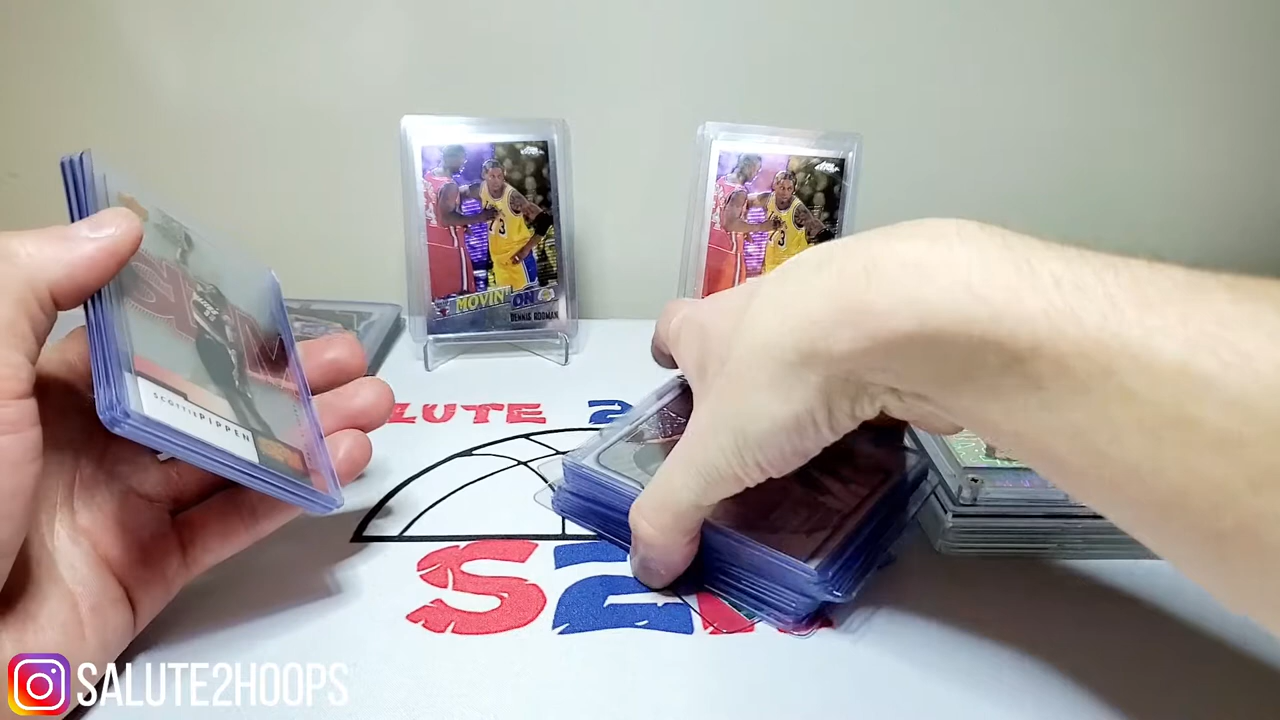 MOVIN' ON
DENNIS RODMAN
SCOTTIE PIPPEN
LUTE 2
S2
SALUTE2HOOPS